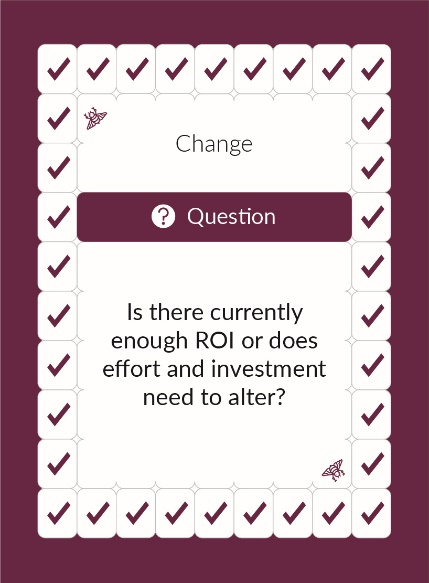 Change
? Question
Is there currently
enough ROI or does
effort and investment
need to alter?